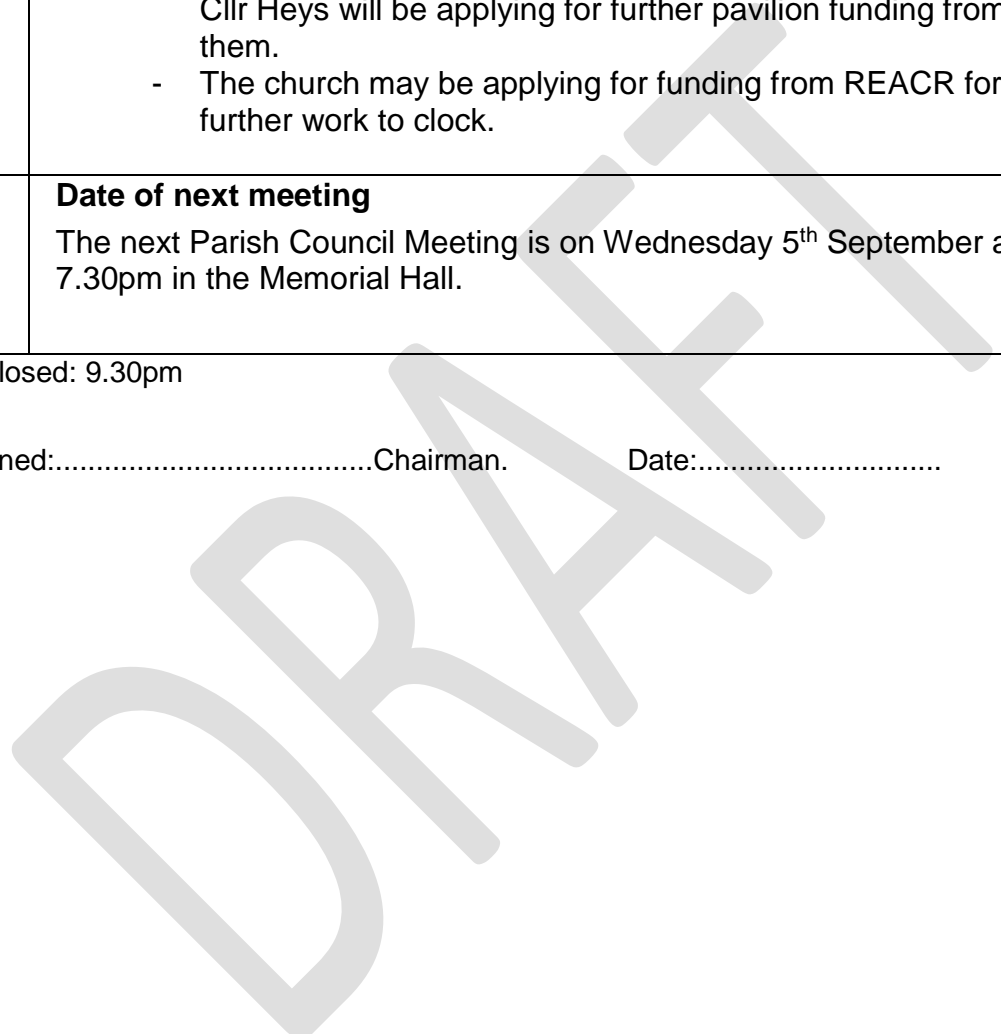 Cllr Heys will be applying for further pavilion funding from
them.
- The church may be applying for funding from REACR for
further work to clock.
Date of next meeting
The next Parish Council Meeting is on Wednesday 5th September a
7.30pm in the Memorial Hall.
losed: 9.30pm
ned:.......................................Chairman. Date:..............................
DRAFT